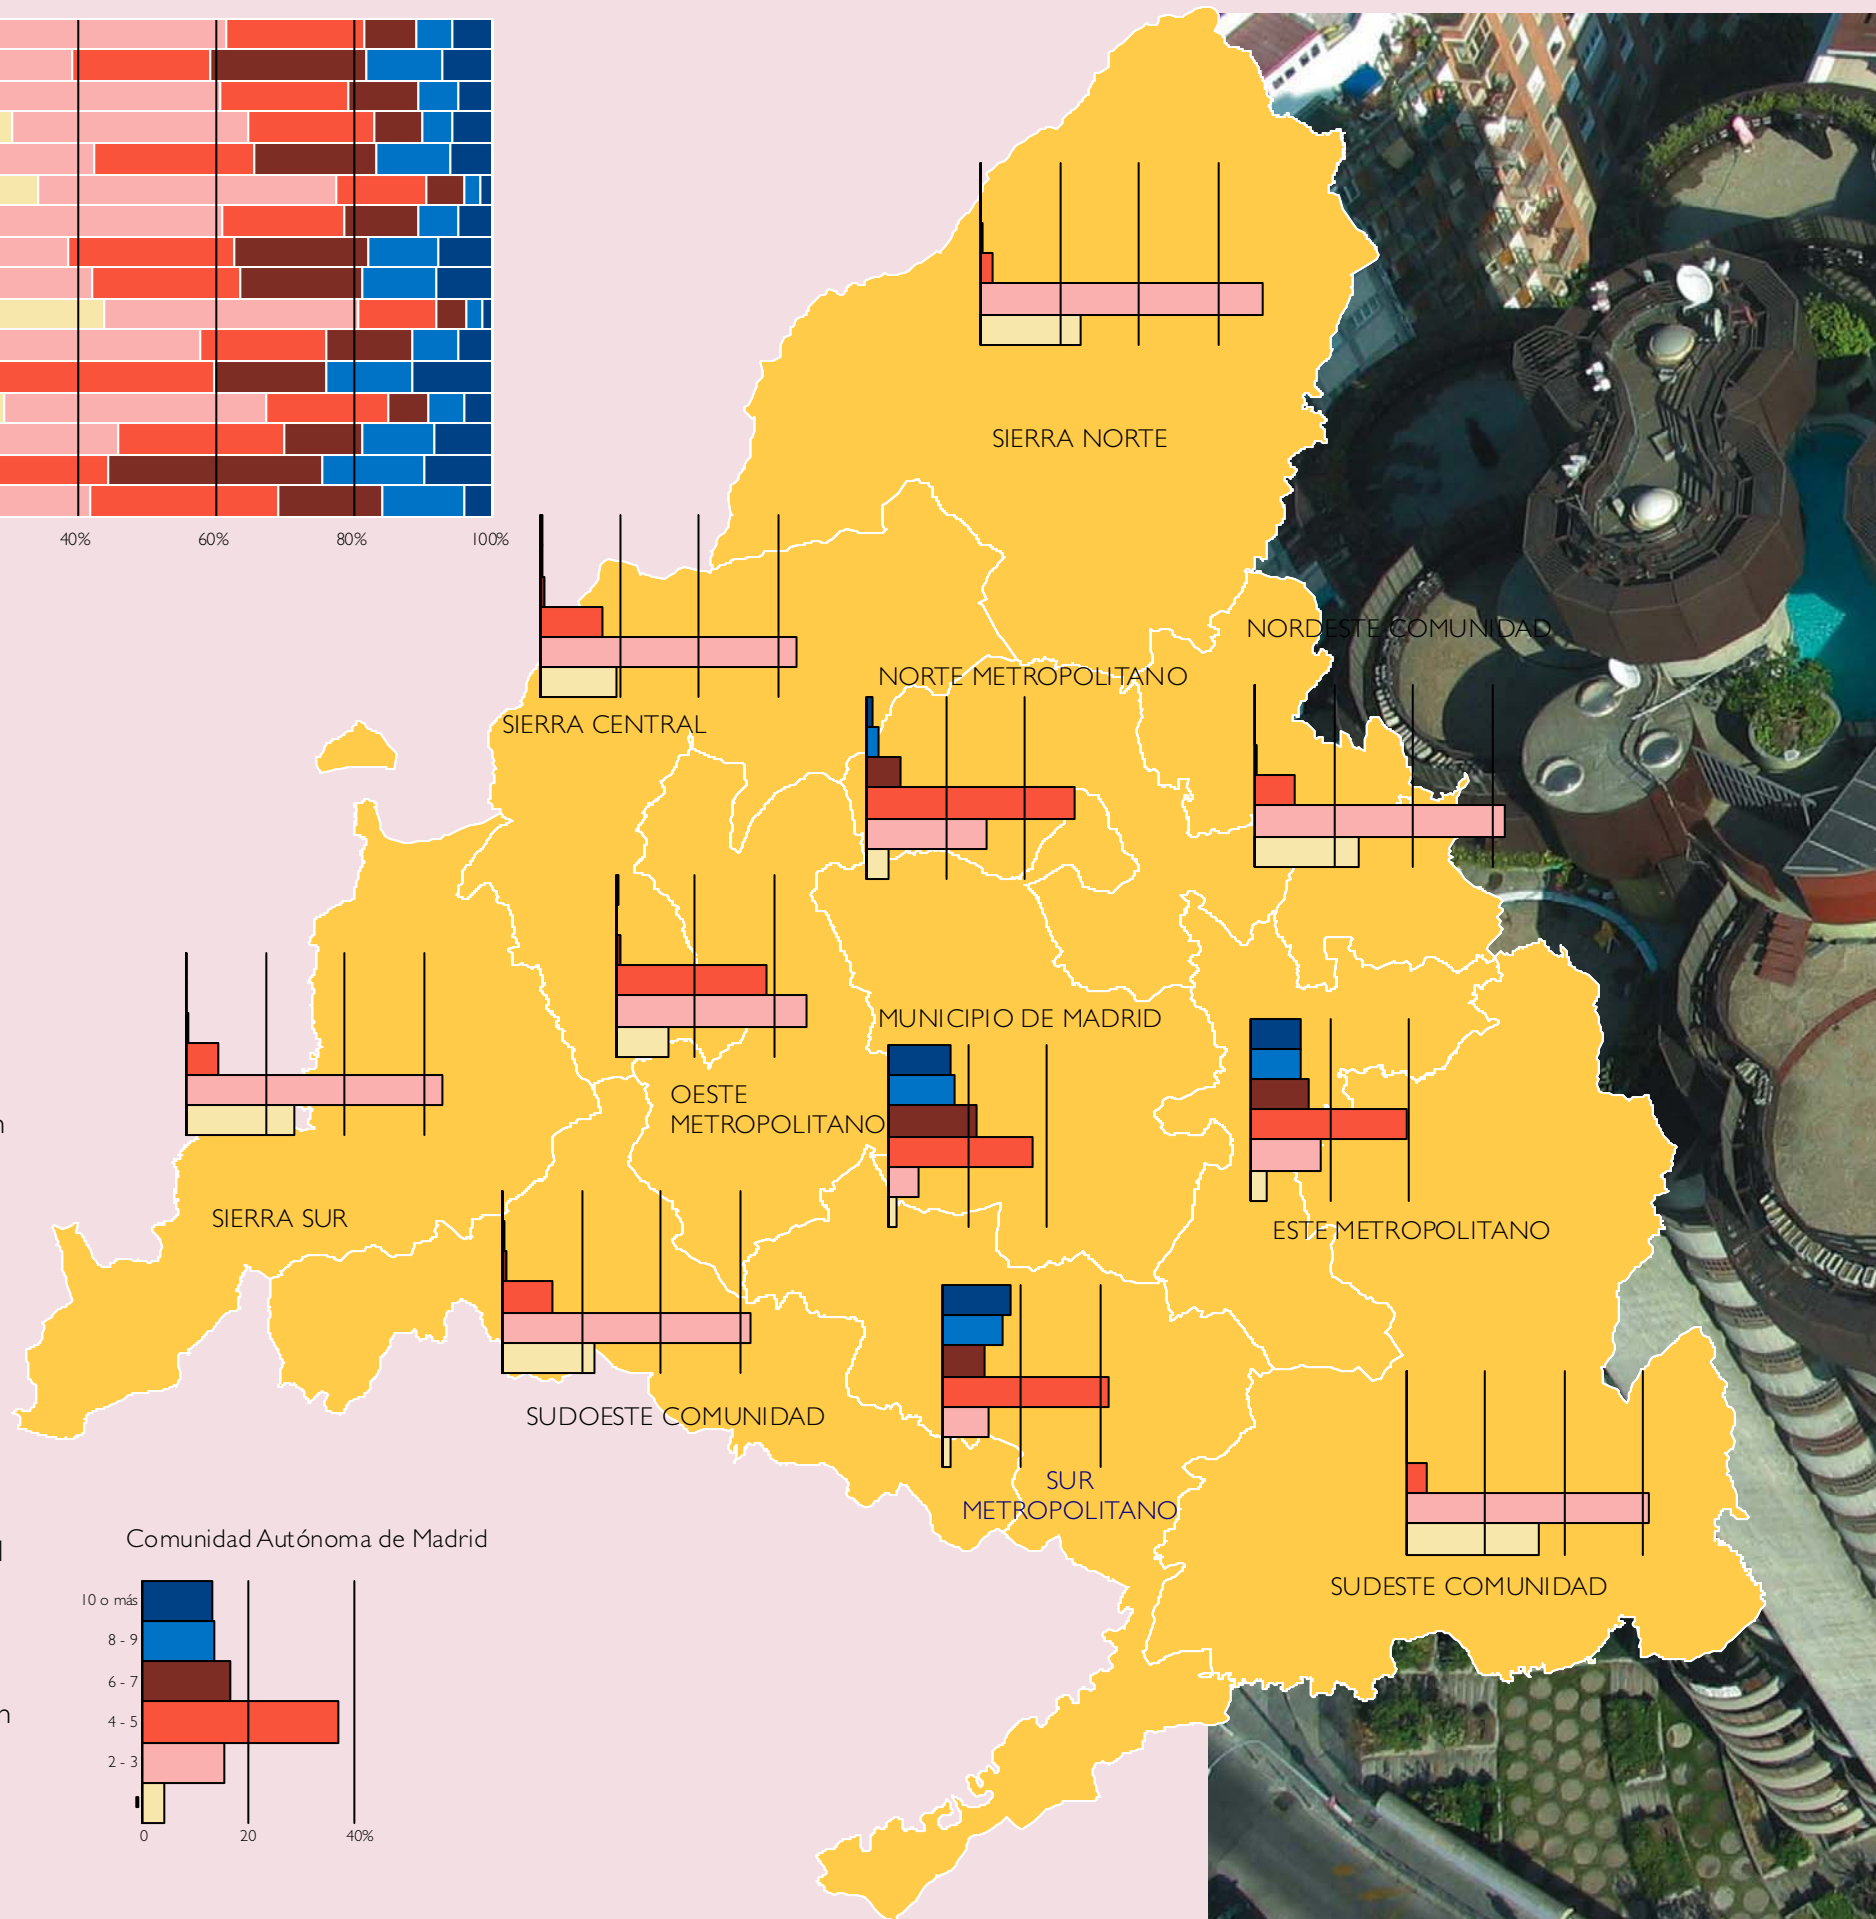 40% 60% 80% 100%
SIERRA NORTE
NORDESTE COMUNIDAD
NORTE METROPOLITANO
SIERRA CENTRAL
MUNICIPIO DE MADRID
OESTE
METROPOLITANO
n
SIERRA SUR
ESTE METROPOLITANO
SUDOESTE COMUNIDAD
SUR
METROPOLITANO
SUDESTE COMUNIDAD
Comunidad Autónoma de Madrid
10 o más
8 - 9
6 - 7
n
4 - 5
2 - 3
0 20 40%